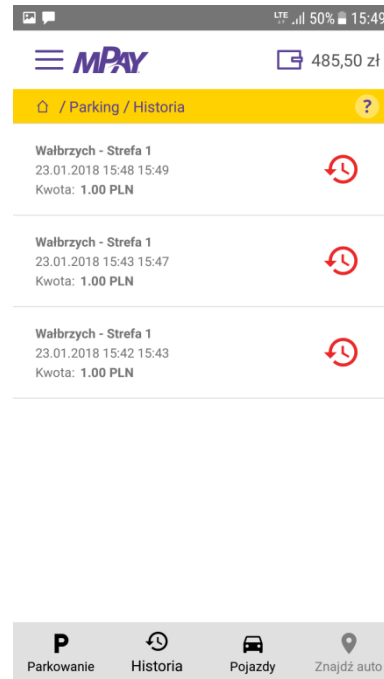 LTE 50% 15:49
MPAY 485,50 zł
/ Parking / Historia ?
Wałbrzych - Strefa 1
23.01.2018 15:48 15:49
Kwota: 1.00 PLN
Wałbrzych - Strefa 1
23.01.2018 15:43 15:47
Kwota: 1.00 PLN
Wałbrzych - Strefa 1
23.01.2018 15:42 15:43
Kwota: 1.00 PLN
P
Parkowanie Historia Pojazdy Znajdź auto